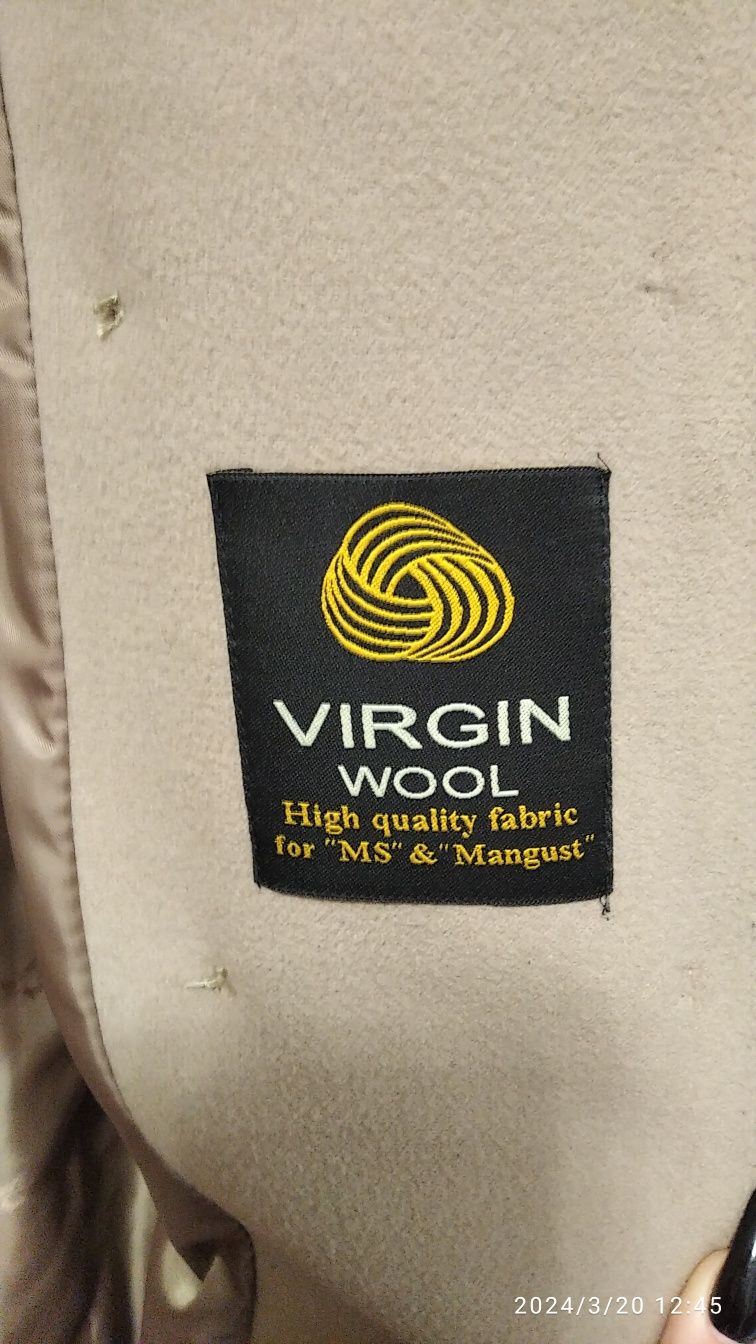 VIRGIN
WOOL
High quality fabric
for "MS" & "Mangust"
2024/3/20 12:45